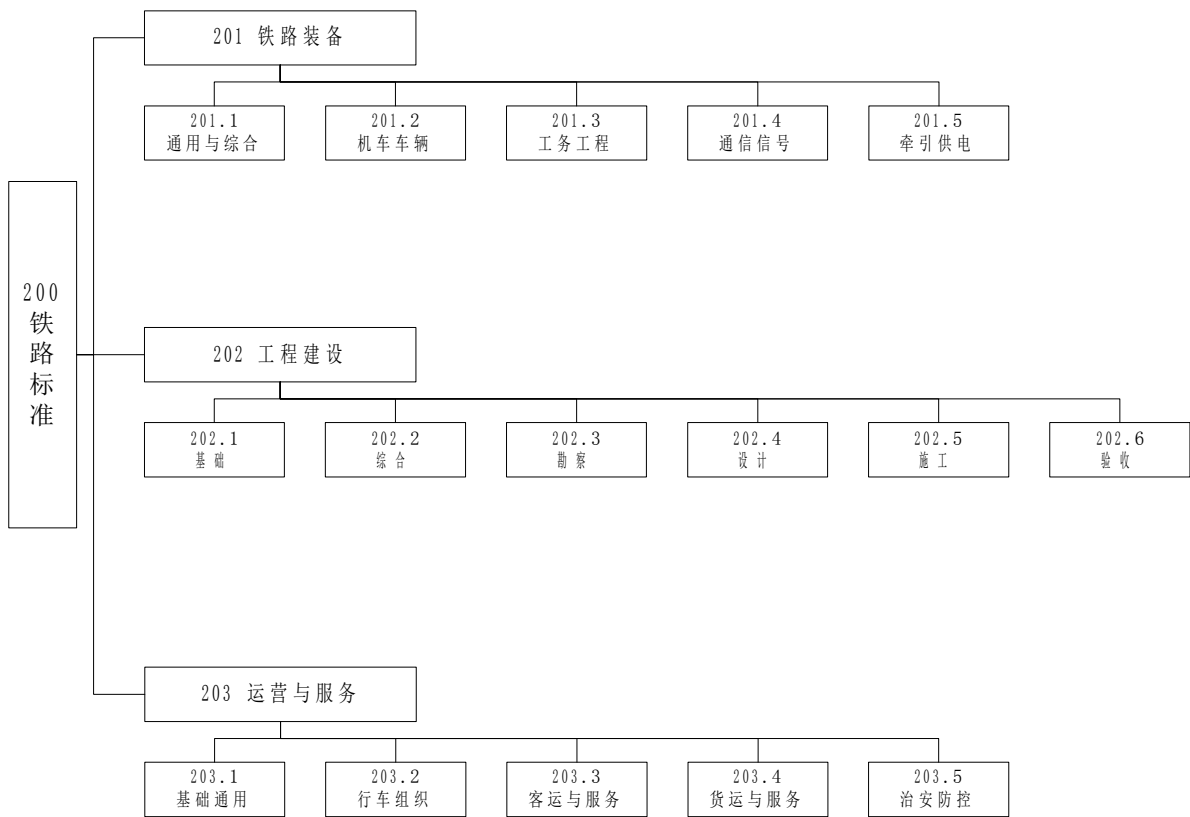 201 铁路装备
201.1
通用与综合
201.2
机车车辆
201.3
工务工程
201.4
通信信号
201.5
牵引供电
200
铁
路
标
准
202 工程建设
202.1
基础
202.2
综合
202.3
勘察
202.4
设计
202.5
施工
202.6
验收
203 运营与服务
203.1
基础通用
203.2
行车组织
203.3
客运与服务
203.4
货运与服务
203.5
治安防控